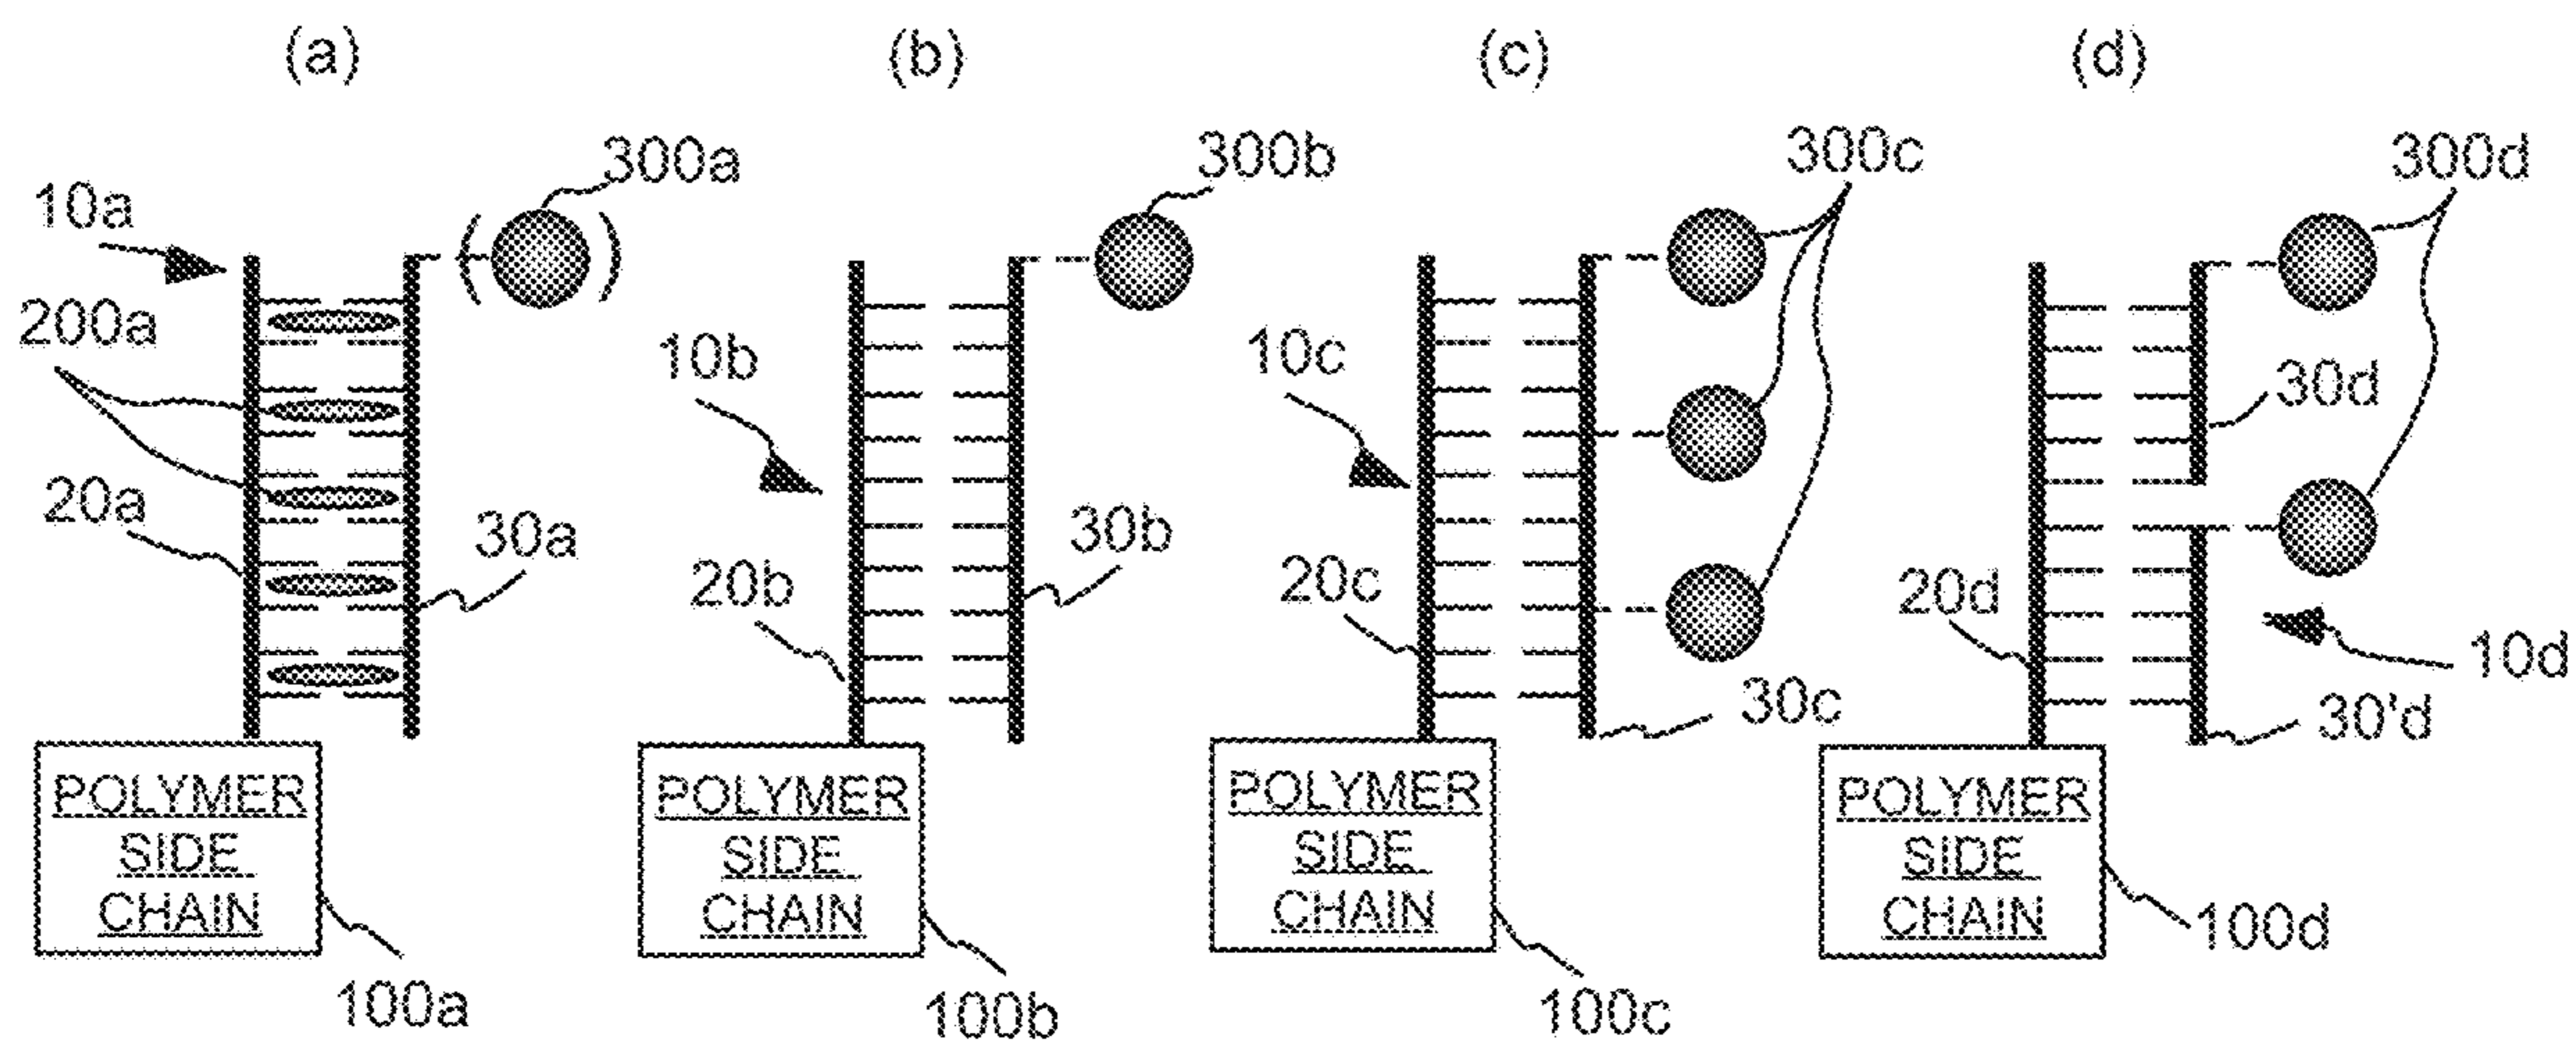 (a) (b) (c) (d)
300a 300b 300c 300d
10a
200a
10b 10c 30d
20a 30a 30b
20b 20c 20d
10d
30c 30'd
POLYMER SIDE CHAIN
POLYMER SIDE CHAIN
POLYMER SIDE CHAIN
POLYMER SIDE CHAIN
100a 100b 100c 100d